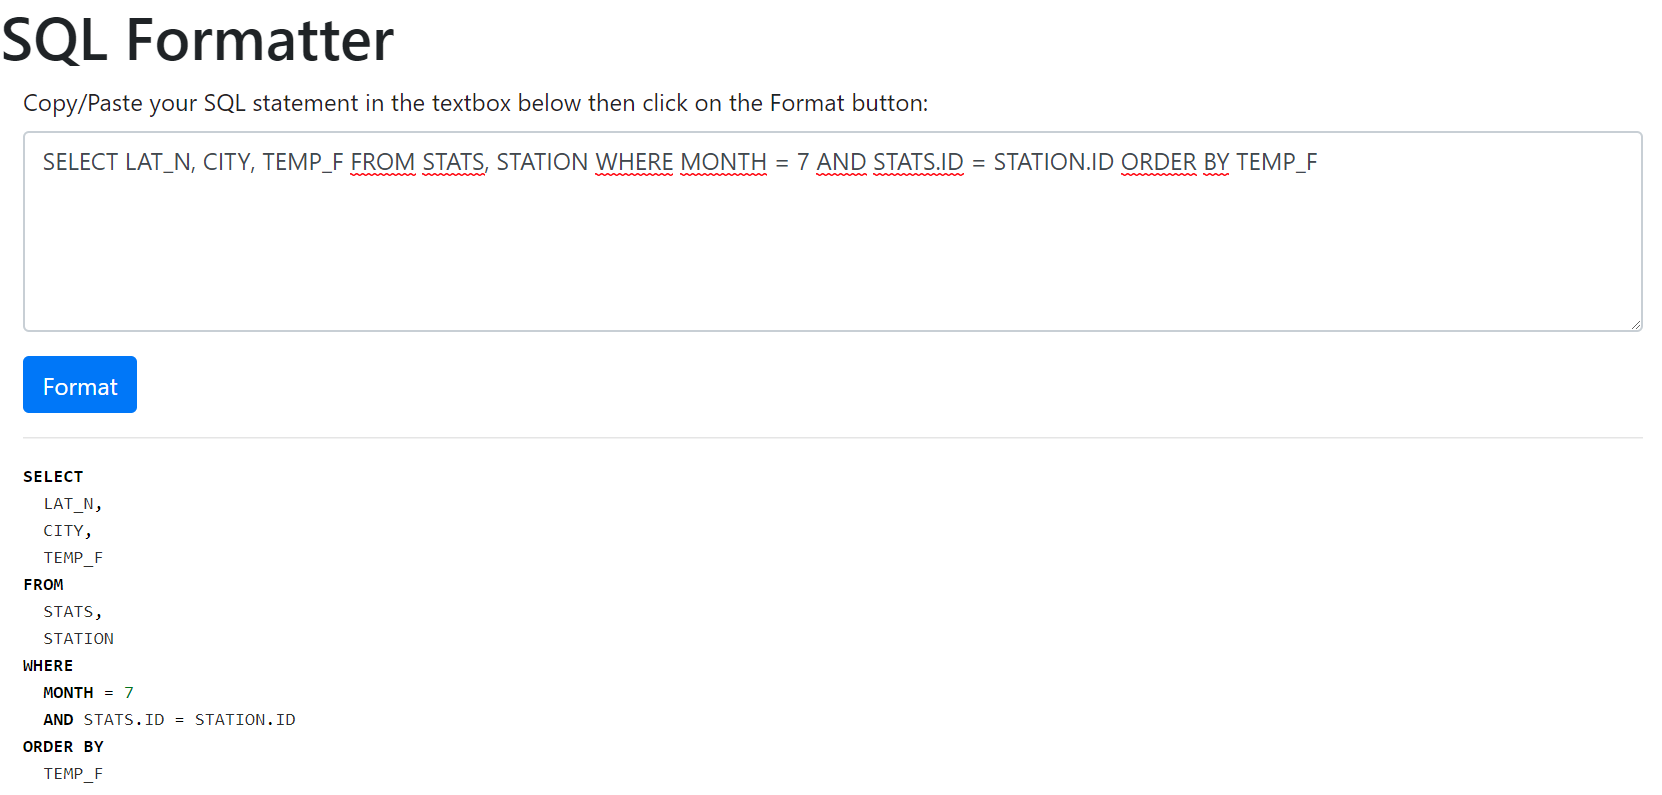 SQL Formatter
Copy/Paste your SQL statement in the textbox below then click on the Format button:
SELECT LAT_N, CITY, TEMP_F FROM STATS, STATION WHERE MONTH = 7 AND STATS.ID = STATION.ID ORDER BY TEMP_F
Format
SELECT
  LAT_N,
  CITY,
  TEMP_F
FROM
  STATS,
  STATION
WHERE
  MONTH = 7
  AND STATS.ID = STATION.ID
ORDER BY
  TEMP_F